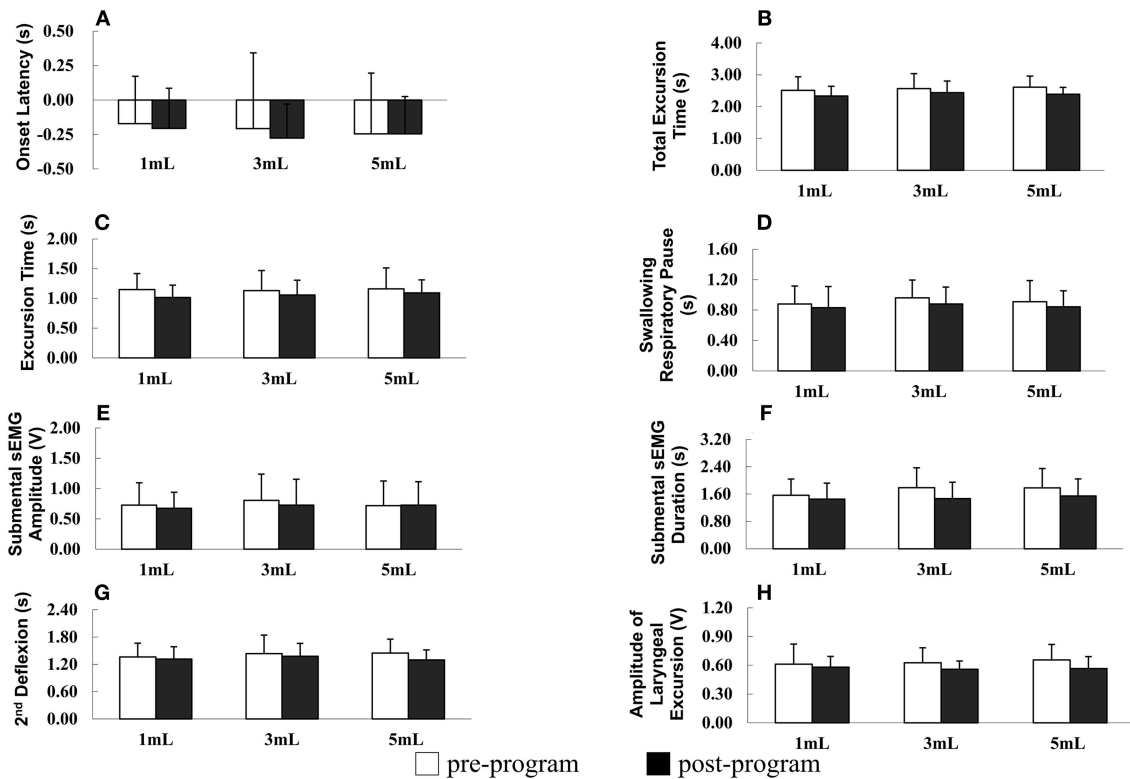 A
Onset Latency (s)
0.50
0.25
0.00
-0.25
-0.50
1mL
3mL
5mL
B
Total Excursion
Time (s)
4.00
3.00
2.00
1.00
0.00
1mL
3mL
5mL
C
Excursion Time (s)
2.00
1.50
1.00
0.50
0.00
1mL
3mL
5mL
D
Swallowing
Respiratory Pause
(s)
1.60
1.20
0.80
0.40
0.00
1mL
3mL
5mL
E
Submental sEMG
Amplitude (V)
2.00
1.50
1.00
0.50
0.00
1mL
3mL
5mL
F
Submental sEMG
Duration (s)
3.20
2.40
1.60
0.80
0.00
1mL
3mL
5mL
G
2nd Deflexion (s)
2.40
1.80
1.20
0.60
0.00
1mL
3mL
5mL
H
Amplitude of
Laryngeal
Excursion (V)
1.20
0.90
0.60
0.30
0.00
1mL
3mL
5mL
pre-program
post-program